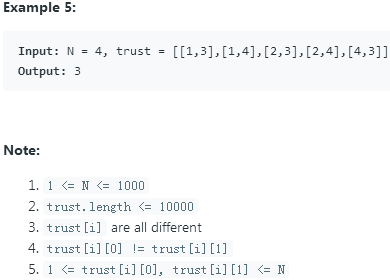 Example 5:
Input: N = 4, trust = [[1,3],[1,4],[2,3],[2,4],[4,3]]
Output: 3
Note:
1. 1 <= N <= 1000
2. trust.length <= 10000
3. trust[i] are all different
4. trust[i][0] != trust[i][1]
5. 1 <= trust[i][0], trust[i][1] <= N